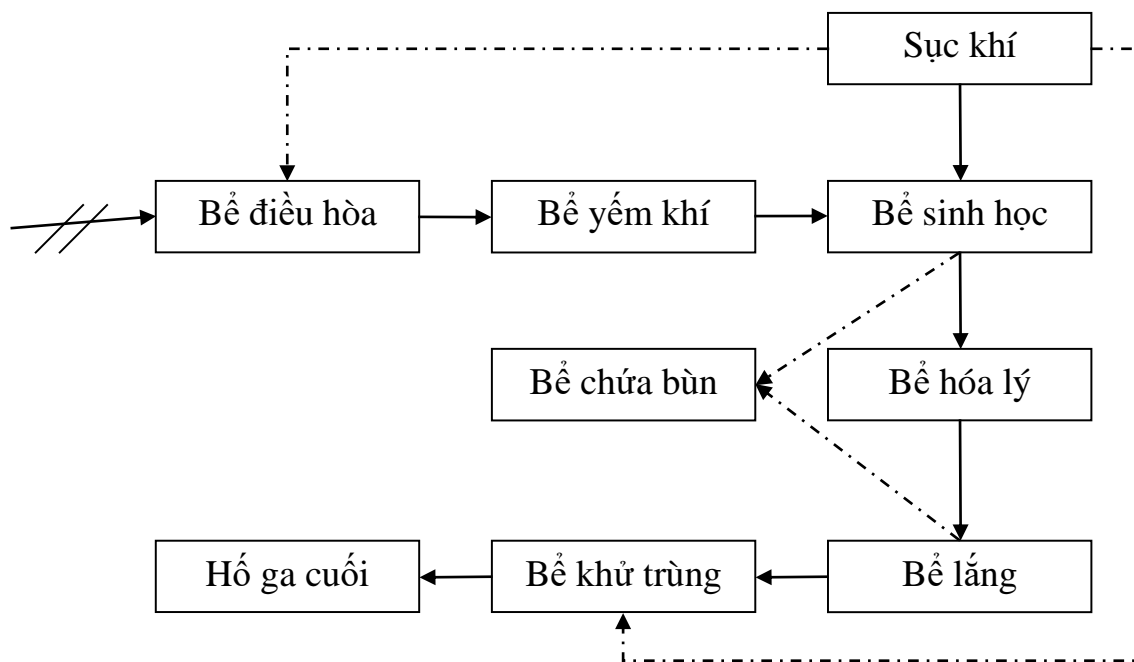 Sục khí
Bể điều hòa
Bể yếm khí
Bể sinh học
Bể chứa bùn
Bể hóa lý
Hố ga cuối
Bể khử trùng
Bể lắng